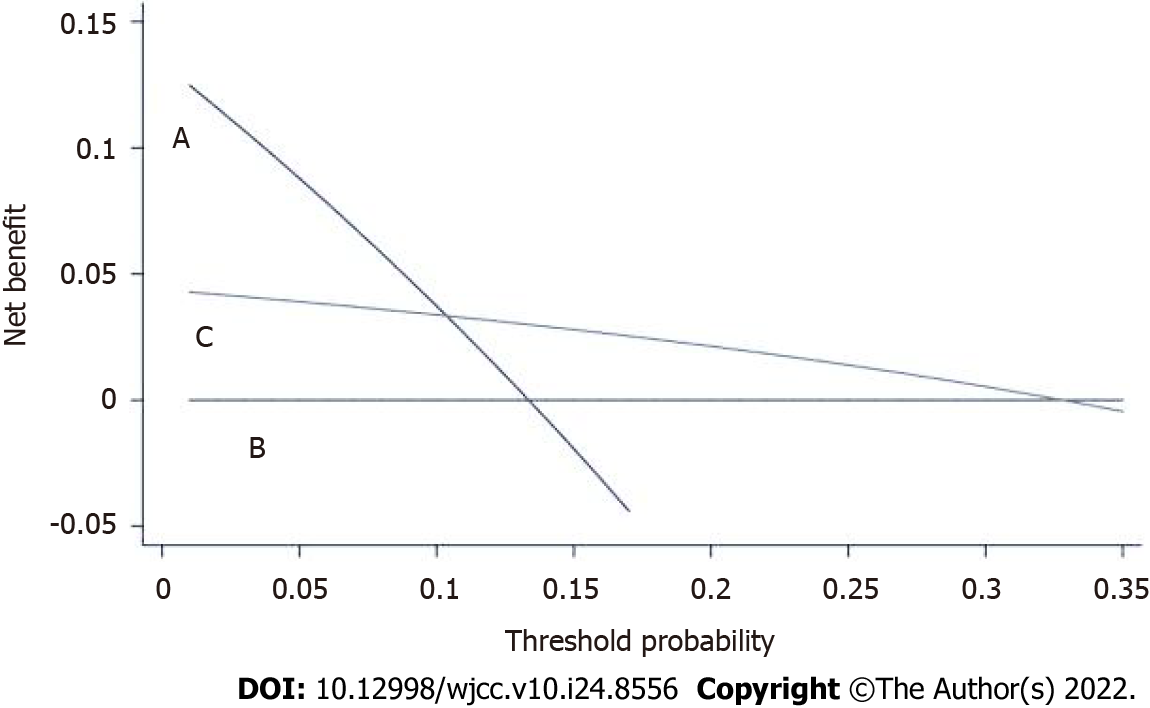 0.15
A
0.1
Net benefit
0.05
C
0
B
-0.05
0 0.05 0.1 0.15 0.2 0.25 0.3 0.35
Threshold probability
DOI: 10.12998/wjcc.v10.i24.8556 Copyright ©The Author(s) 2022.